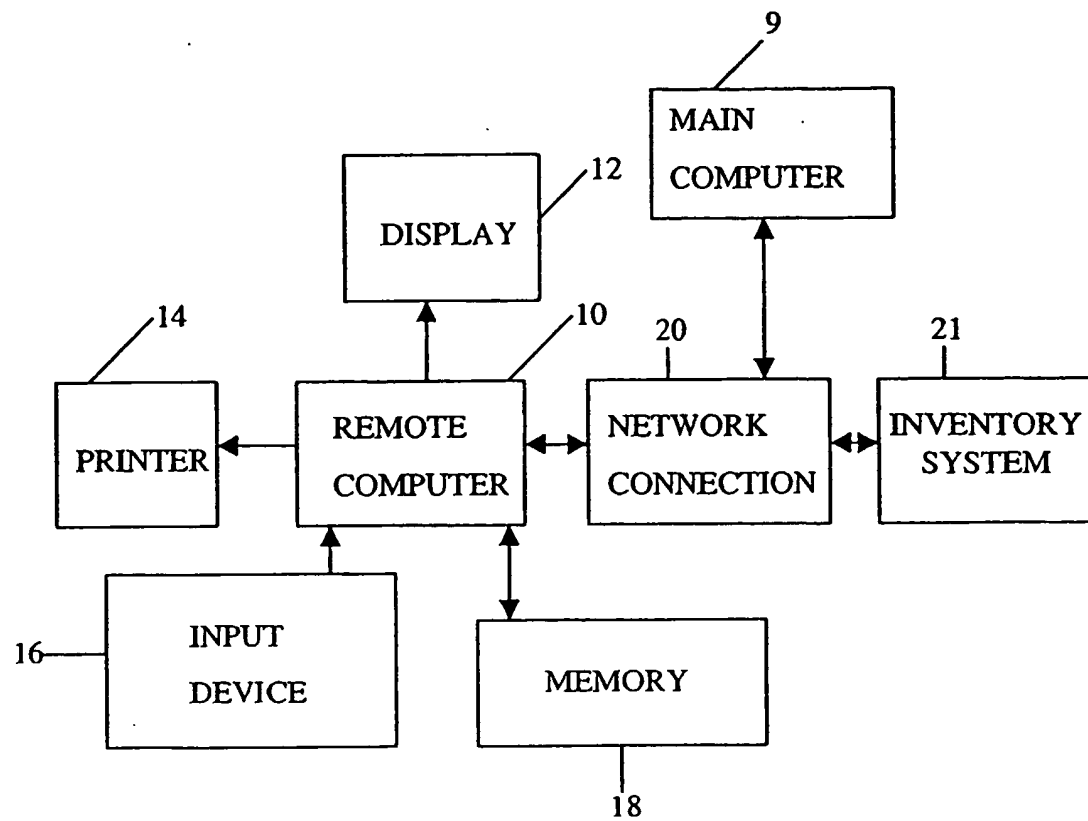 9
MAIN
COMPUTER
12
DISPLAY
14
10
20
21
PRINTER
REMOTE
COMPUTER
NETWORK
CONNECTION
INVENTORY
SYSTEM
16
INPUT
DEVICE
MEMORY
18